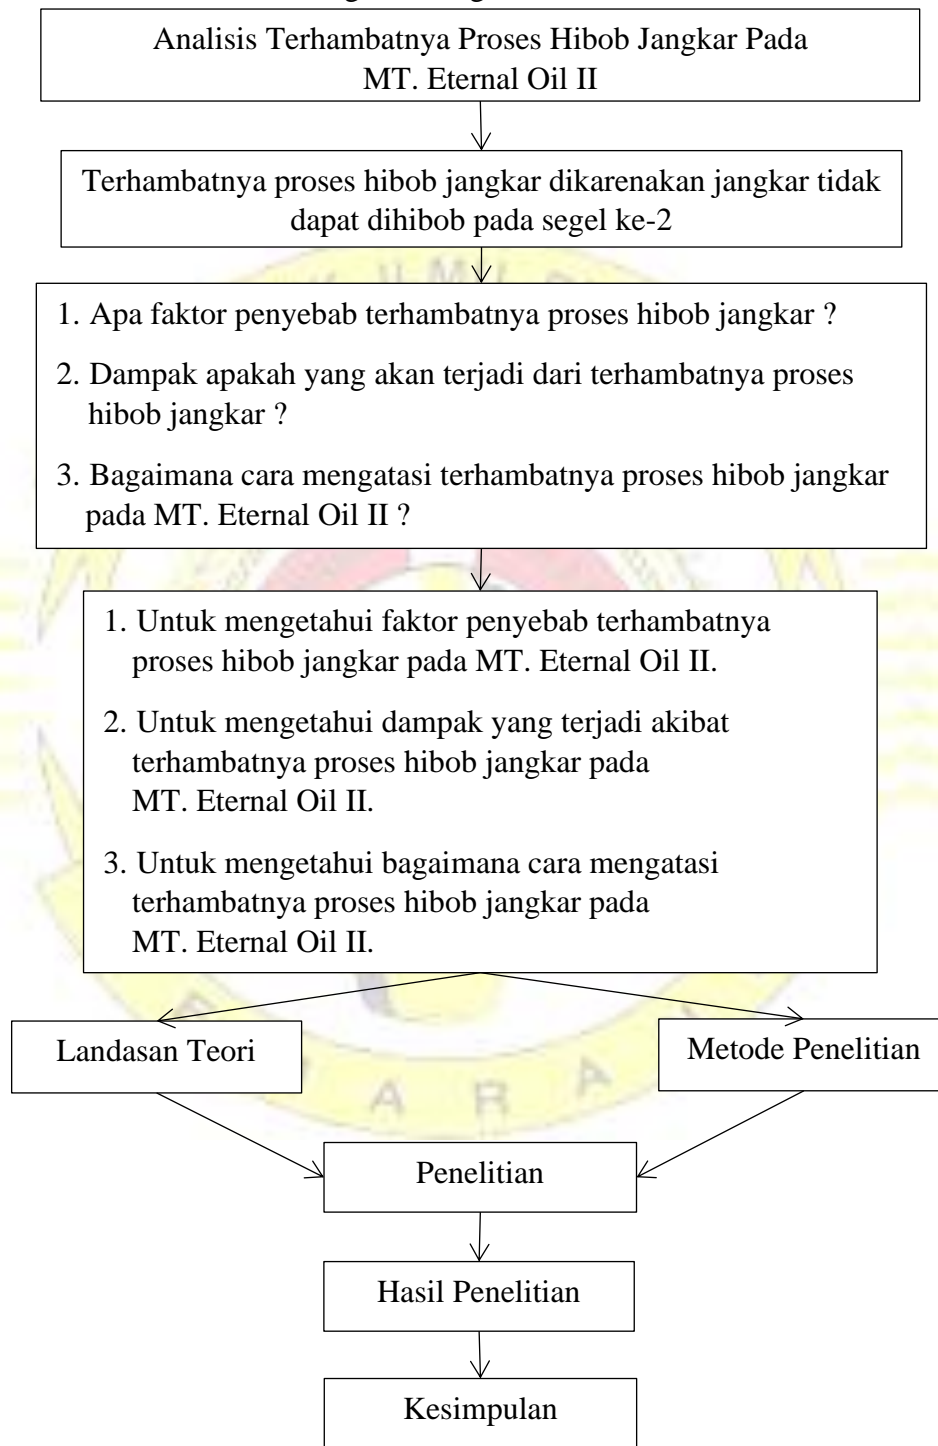 Analisis Terhambatnya Proses Hibob Jangkar Pada
MT. Eternal Oil II
Terhambatnya proses hibob jangkar dikarenakan jangkar tidak
dapat dihibob pada segel ke-2
1. Apa faktor penyebab terhambatnya proses hibob jangkar ?
2. Dampak apakah yang akan terjadi dari terhambatnya proses
hibob jangkar ?
3. Bagaimana cara mengatasi terhambatnya proses hibob jangkar
pada MT. Eternal Oil II ?
1. Untuk mengetahui faktor penyebab terhambatnya
proses hibob jangkar pada MT. Eternal Oil II.
2. Untuk mengetahui dampak yang terjadi akibat
terhambatnya proses hibob jangkar pada
MT. Eternal Oil II.
3. Untuk mengetahui bagaimana cara mengatasi
terhambatnya proses hibob jangkar pada
MT. Eternal Oil II.
Landasan Teori
Metode Penelitian
Penelitian
Hasil Penelitian
Kesimpulan